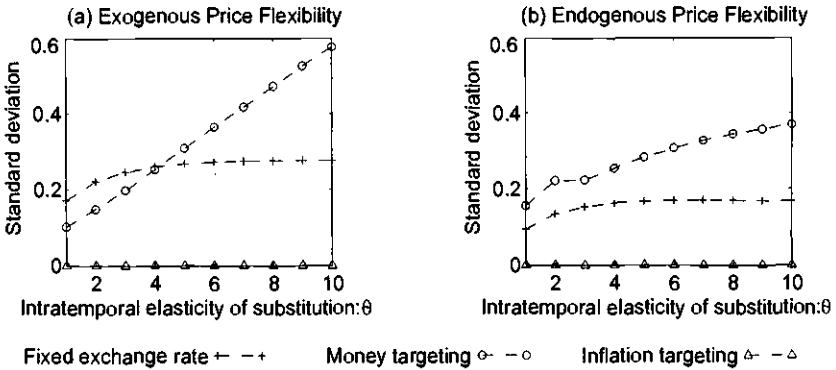 (a) Exogenous Price Flexibility
Standard deviation
0.6
0.4
0.2
0
2 4 6 8 10
Intratemporal elasticity of substitution:θ
(b) Endogenous Price Flexibility
Standard deviation
0.6
0.4
0.2
0
2 4 6 8 10
Intratemporal elasticity of substitution:θ
Fixed exchange rate Money targeting Inflation targeting